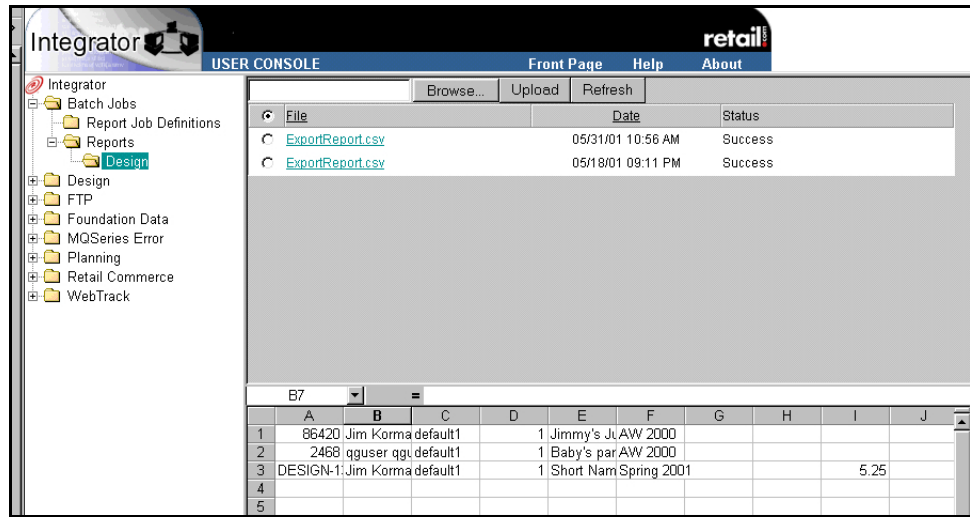 Integrator
retail
USER CONSOLE Front Page Help About
Integrator
Batch Jobs
Report Job Definitions
Reports
Design
Design
FTP
Foundation Data
MQSeries Error
Planning
Retail Commerce
WebTrack
Browse... Upload Refresh
File Date Status
ExportReport.csv 05/31/01 10:56 AM Success
ExportReport.csv 05/18/01 09:11 PM Success
B7 =
A B C D E F G H I J
1 86420 Jim Korma default1 1 Jimmy's Ju AW 2000
2 2468 qguser qgu default1 1 Baby's par AW 2000
3 DESIGN-1 Jim Korma default1 1 Short Nam Spring 2001 5.25
4
5